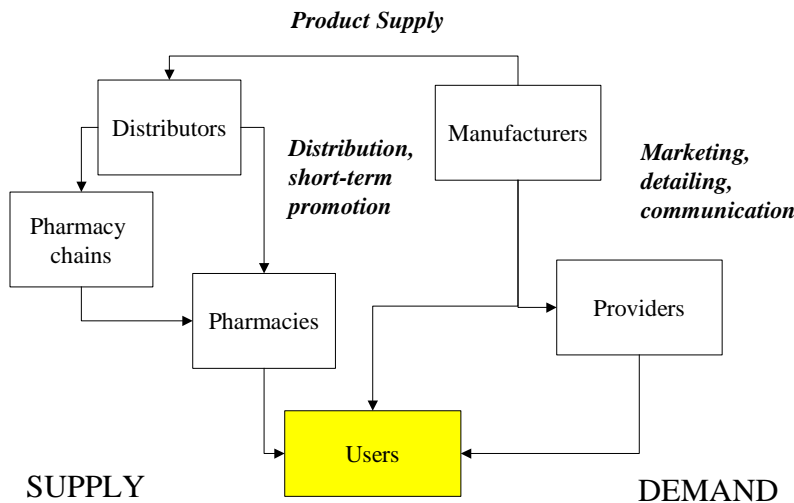 Product Supply
Distributors
Manufacturers
Distribution,
short-term
promotion
Marketing,
detailing,
communication
Pharmacy
chains
Pharmacies
Providers
Users
SUPPLY
DEMAND